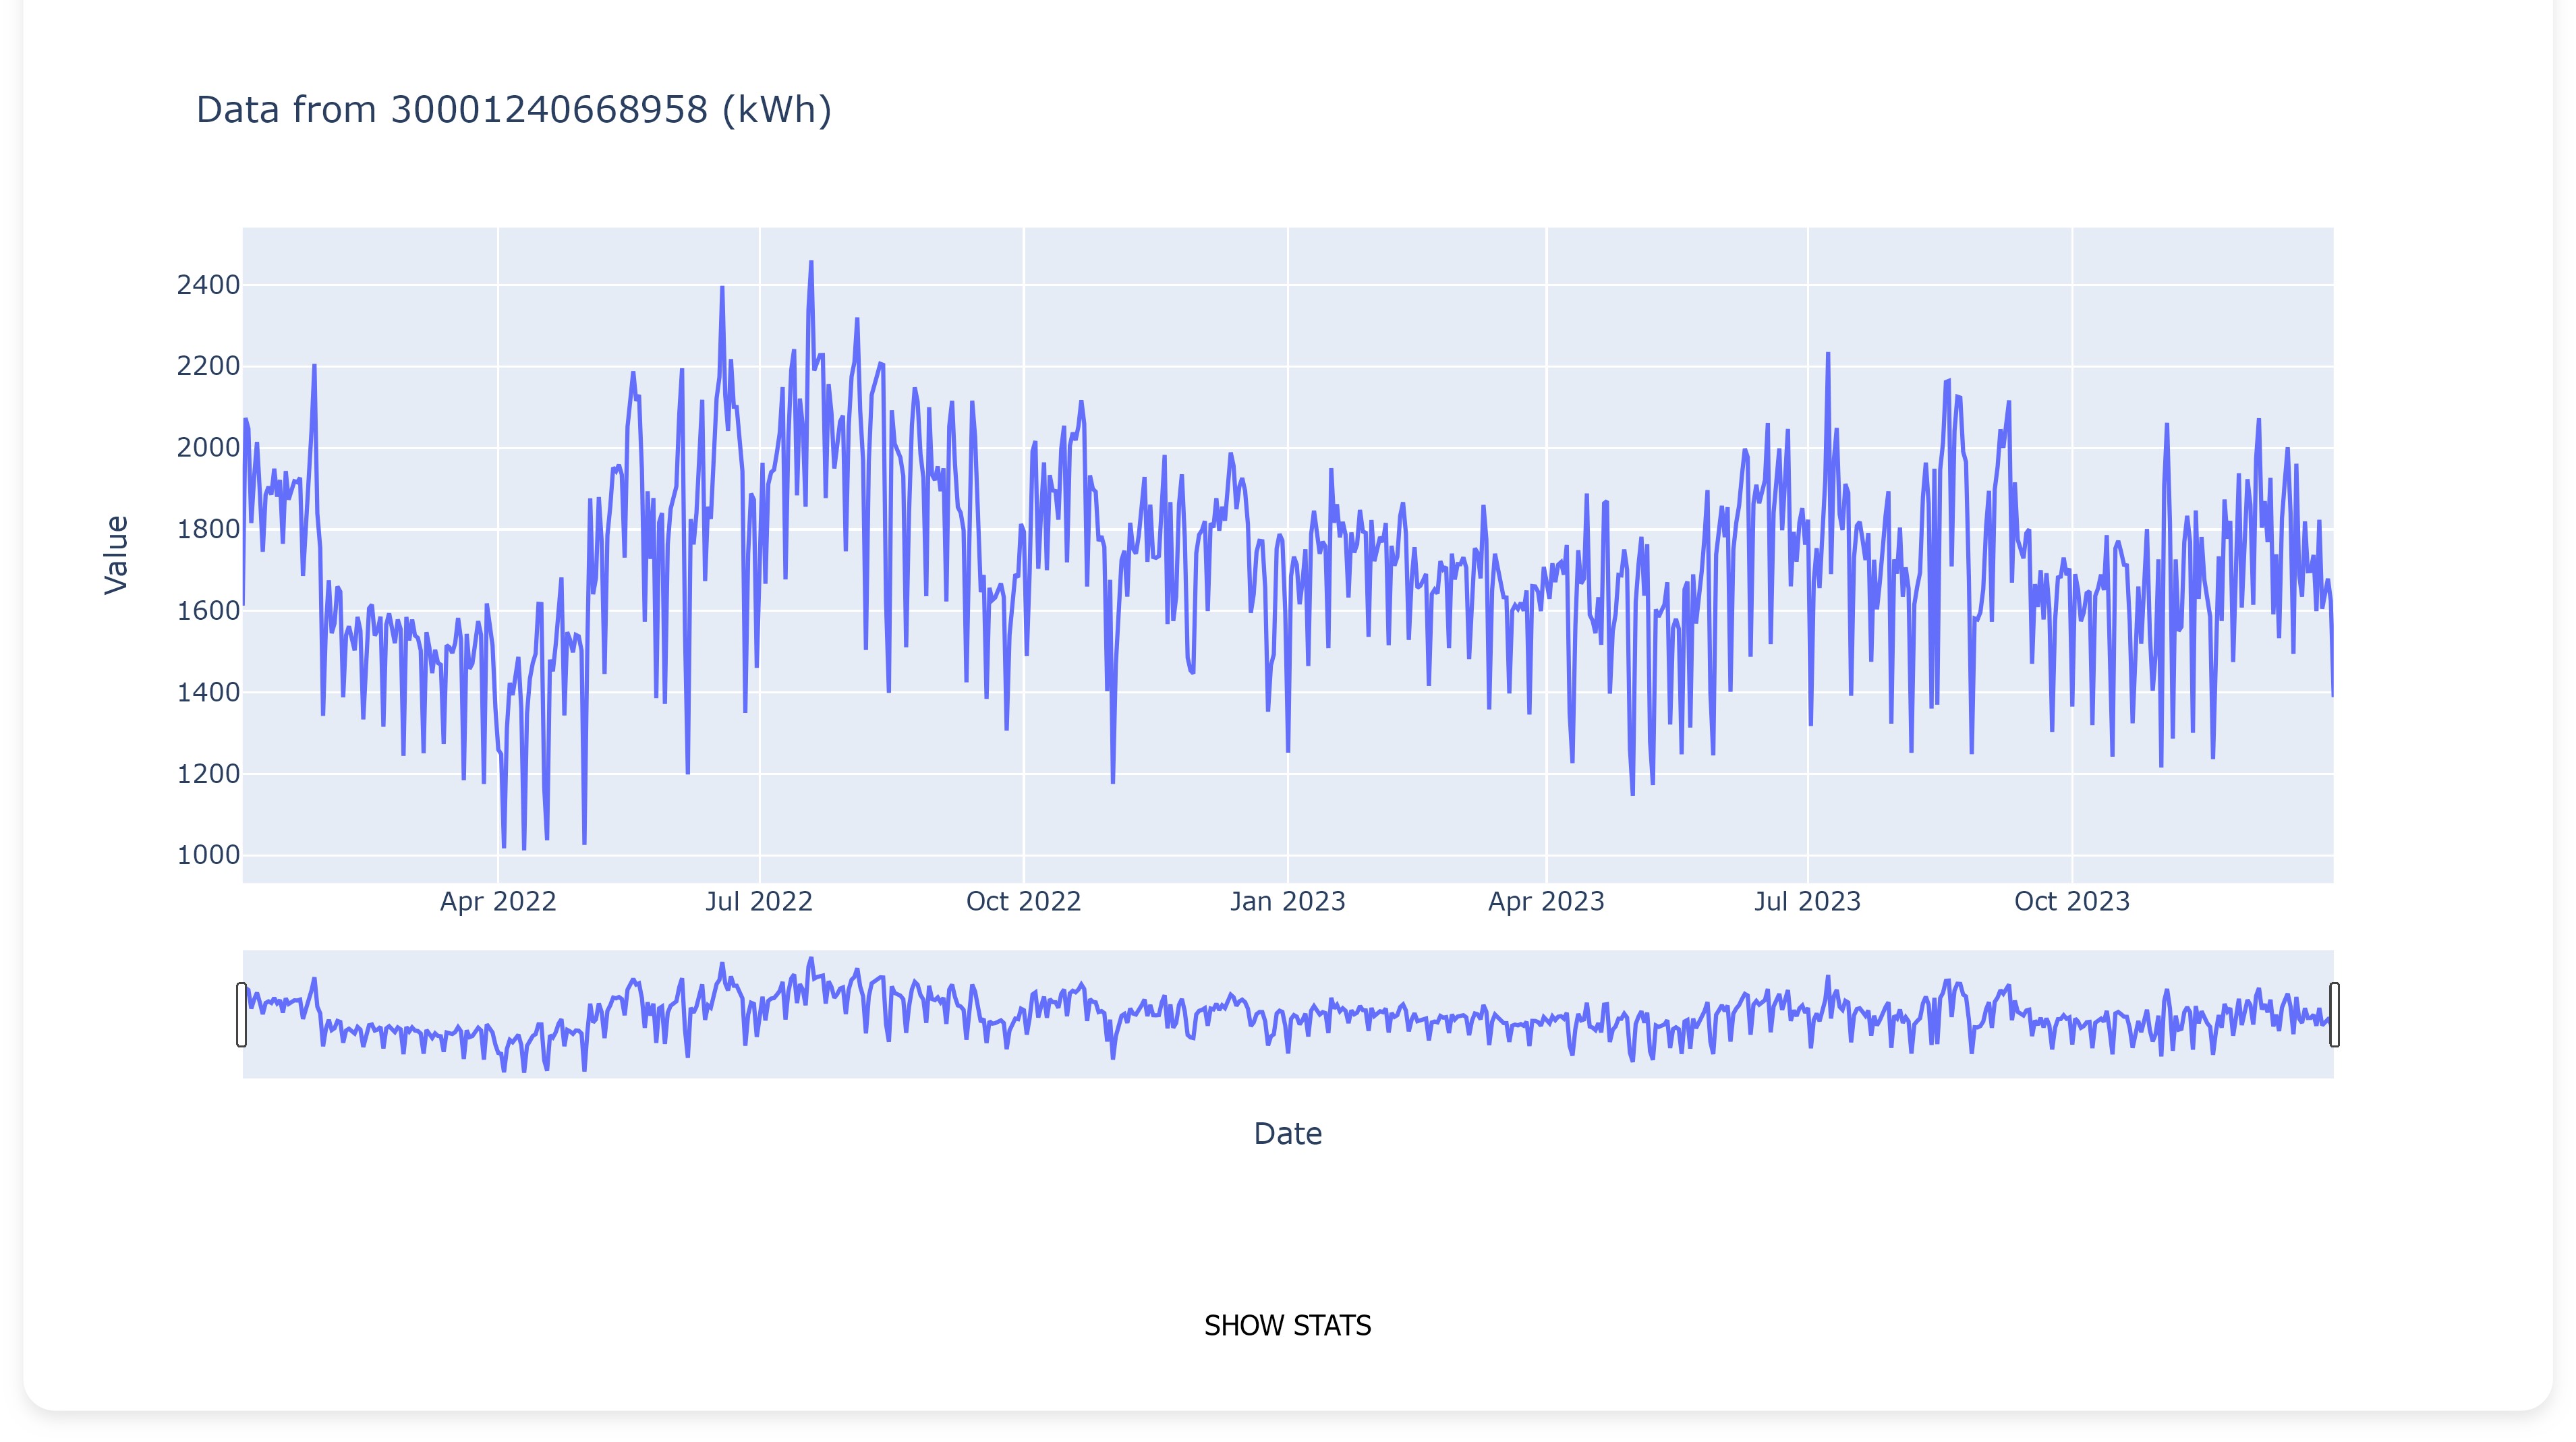 Data from 30001240668958 (kWh)
2400
2200
2000
1800
1600
1400
1200
1000
Value
Apr 2022
Jul 2022
Oct 2022
Jan 2023
Apr 2023
Jul 2023
Oct 2023
Date
SHOW STATS